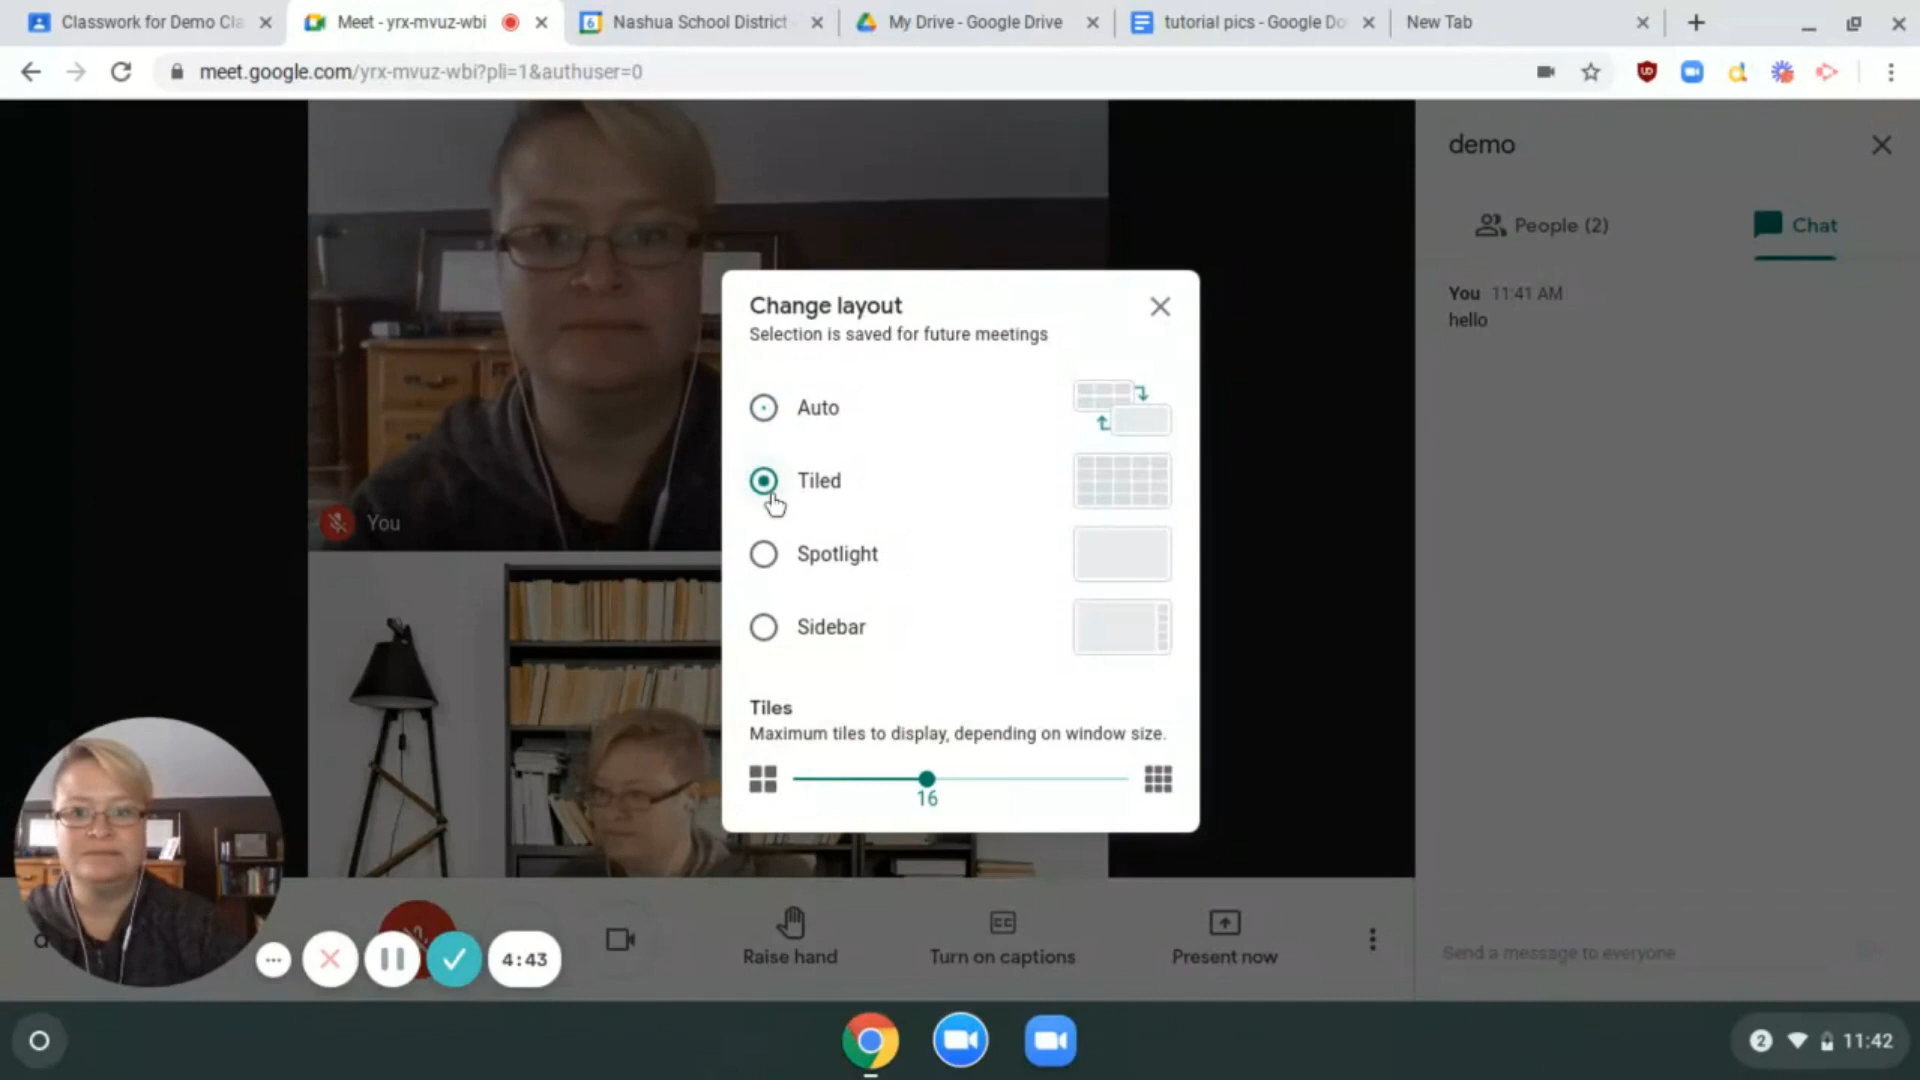 Classwork for Demo Cla
Meet - yrx-mvuz-wbi
6
Nashua School District -
My Drive - Google Drive
tutorial pics - Google Do
New Tab
meet.google.com/yrx-mvuz-wbi?pli=1&authuser=0
demo
People (2)
Chat
You 11:41 AM
hello
Change layout
Selection is saved for future meetings
Auto
Tiled
Spotlight
Sidebar
Tiles
Maximum tiles to display, depending on window size.
16
You
4:43
Raise hand
CC
Turn on captions
Present now
Send a message to everyone
2
11:42